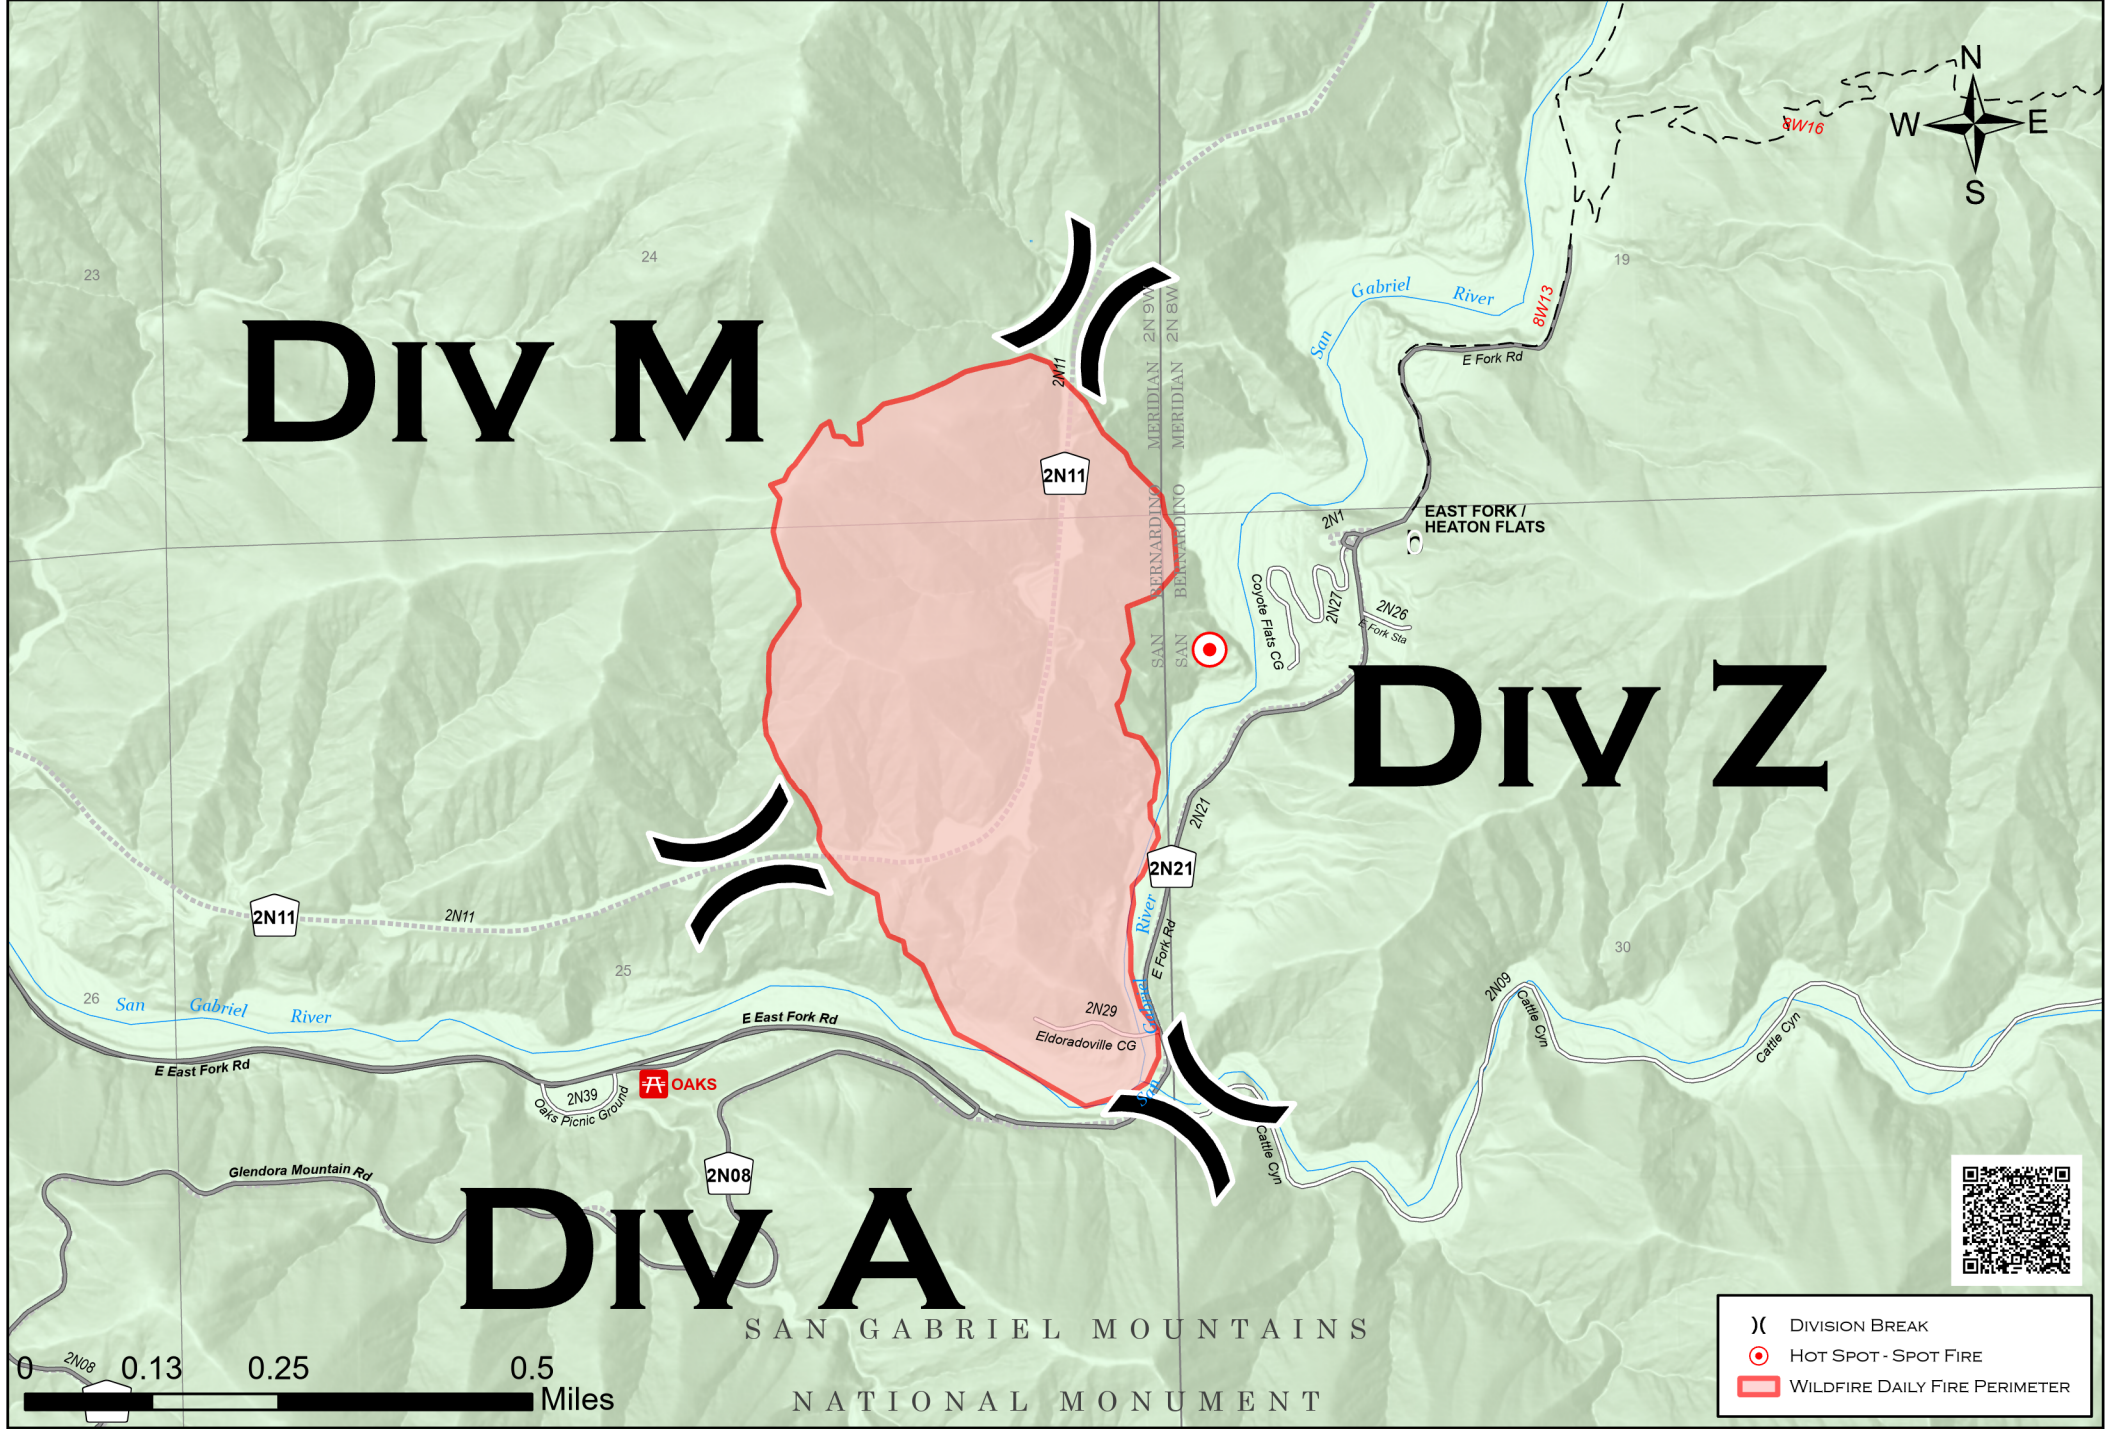 N
W E
S
8W16
23
24
19
Gabriel River
San
8W13
E Fork Rd
2N 9W
2N 8W
MERIDIAN
MERIDIAN
BERNARDINO
BERNARDINO
SAN
SAN
DIV M
2N11
2N11
EAST FORK /
HEATON FLATS
2N1
Coyote Flats CG
2N27
2N26
E Fork Sta
DIV Z
2N21
2N21
River
E Fork Rd
Gabriel
San
2N11
2N11
25
26
30
San Gabriel River
2N29
Eldoradoville CG
E East Fork Rd
E East Fork Rd
2N39
Oaks Picnic Ground
OAKS
2N09
Cattle Cyn
Cattle Cyn
Cattle Cyn
2N08
Glendora Mountain Rd
DIV A
SAN GABRIEL MOUNTAINS
NATIONAL MONUMENT
2N08
0 0.13 0.25 0.5
Miles
DIVISION BREAK
HOT SPOT - SPOT FIRE
WILDFIRE DAILY FIRE PERIMETER